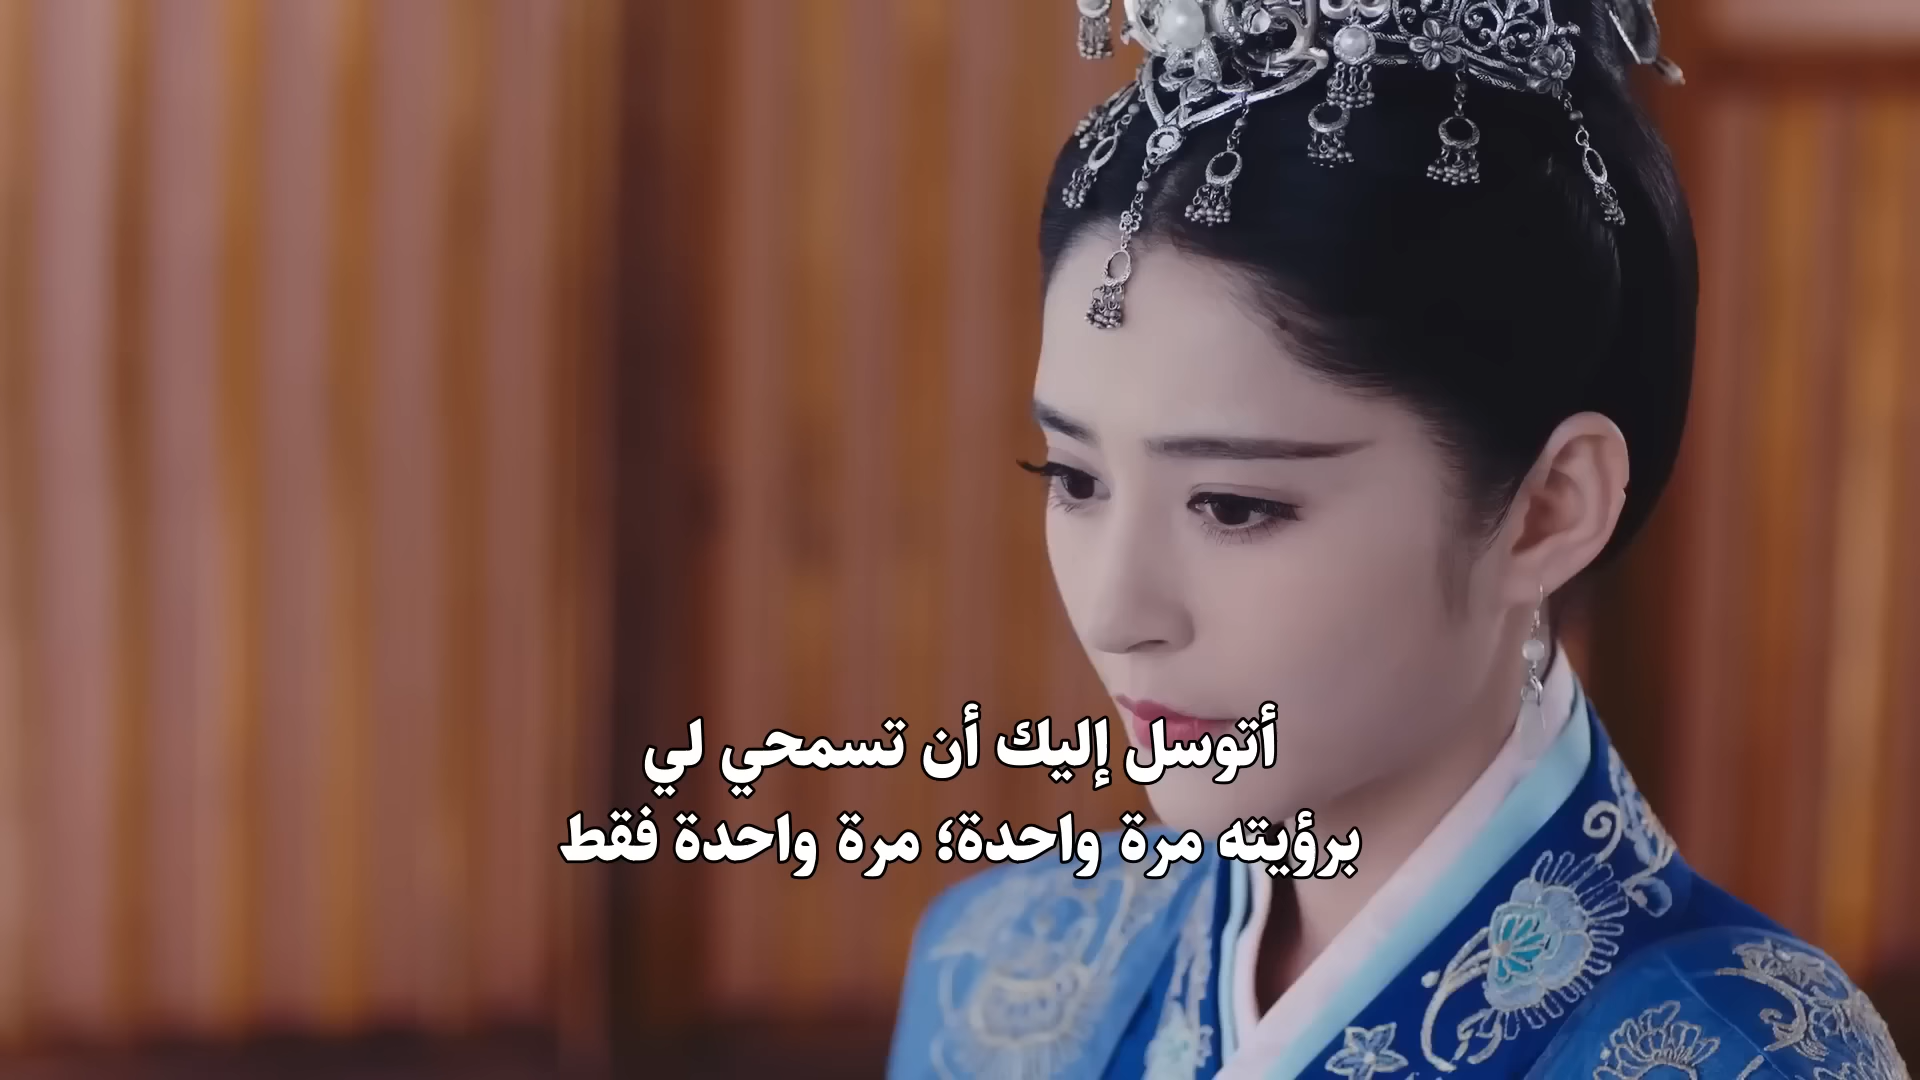 أتوسل إليك أن تسمحي لي
برؤيته مرة واحدة؛ مرة واحدة فقط